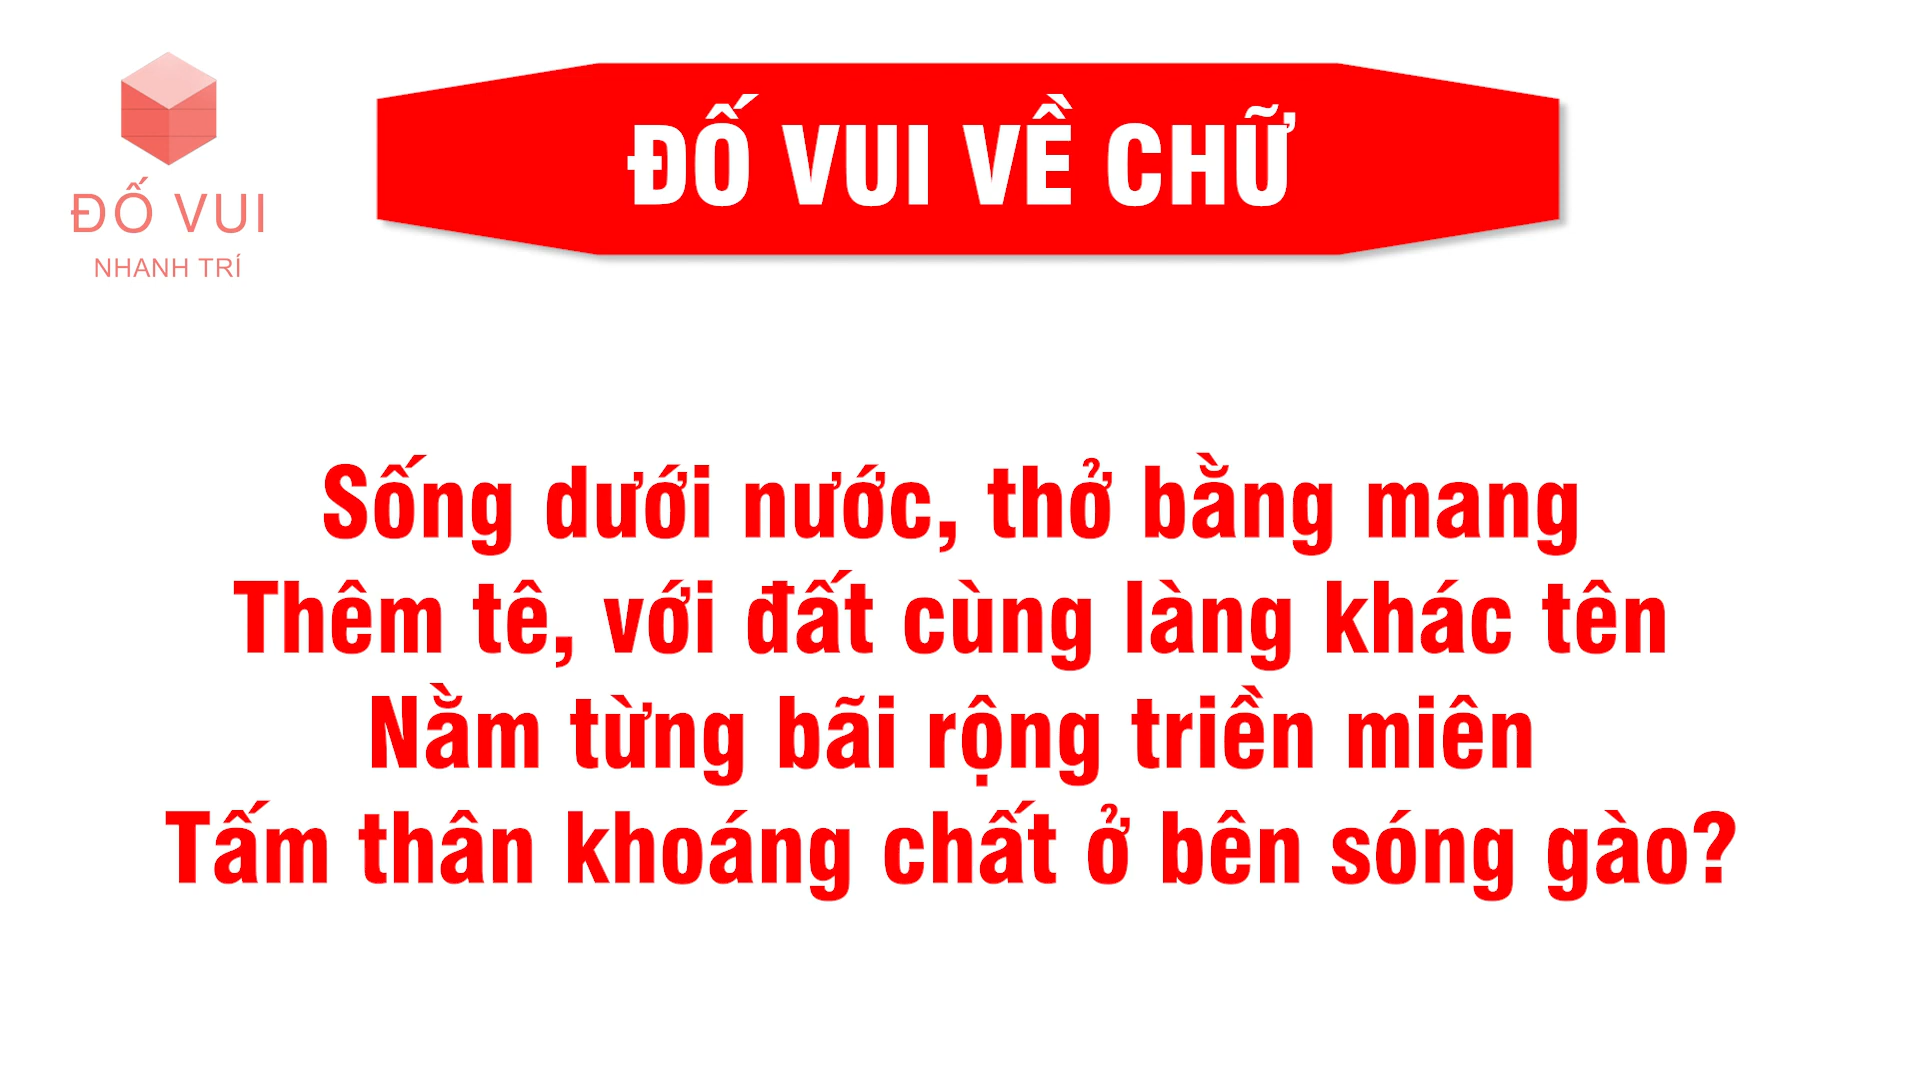 ĐỐ VUI
NHANH TRÍ
ĐỐ VUI VỀ CHỮ
Sống dưới nước, thở bằng mang
Thêm tê, với đất cùng làng khác tên
Nằm từng bãi rộng triền miên
Tấm thân khoáng chất ở bên sóng gào?